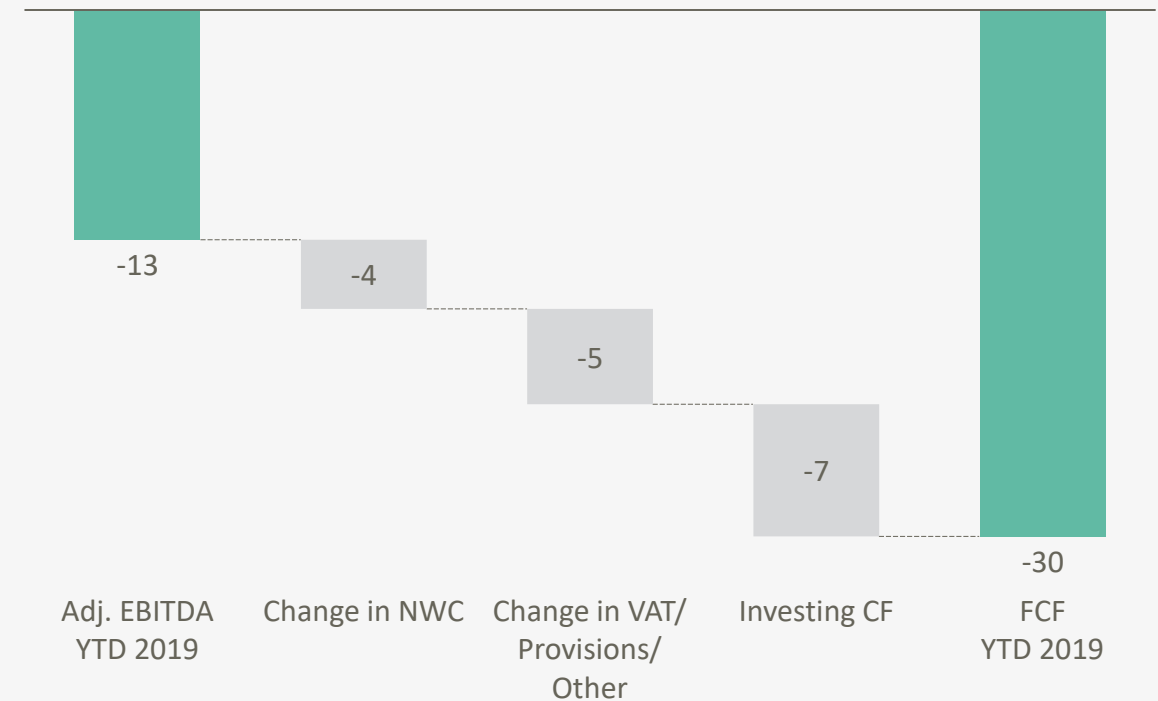 -13
-4
-5
-7
-30
Adj. EBITDA
YTD 2019
Change in NWC
Change in VAT/
Provisions/
Other
Investing CF
FCF
YTD 2019